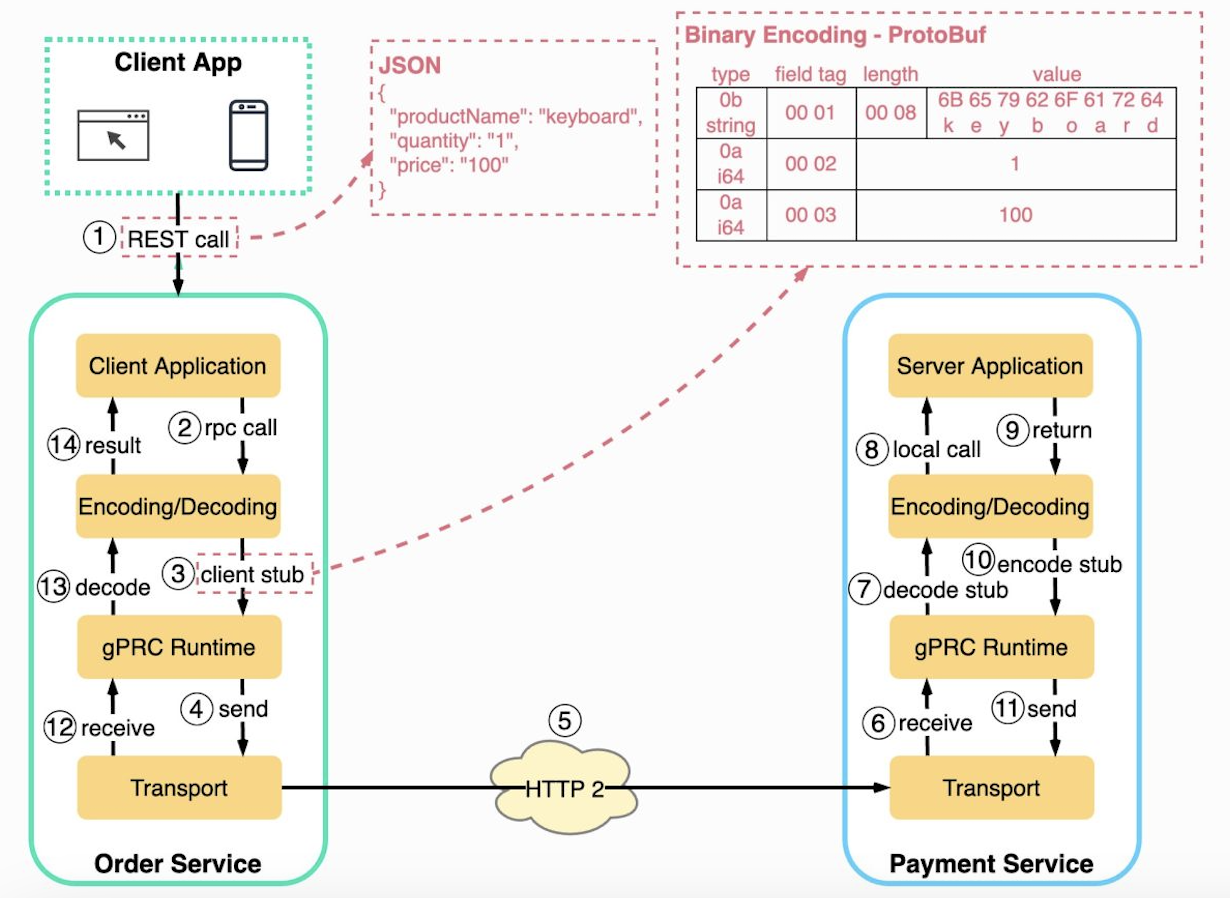 Client App
JSON
{
"productName": "keyboard",
"quantity": "1",
"price": "100"
}
Binary Encoding - ProtoBuf
type field tag length value
0b string 00 01 00 08 6B 65 79 62 6F 61 72 64
k e y b o a r d
0a i64 00 02 1
0a i64 00 03 100
1 REST call
Client Application
14 result
2 rpc call
Encoding/Decoding
13 decode
3 client stub
gPRC Runtime
12 receive
4 send
Transport
Order Service
5
HTTP 2
Server Application
8 local call
9 return
Encoding/Decoding
7 decode stub
10 encode stub
gPRC Runtime
6 receive
11 send
Transport
Payment Service